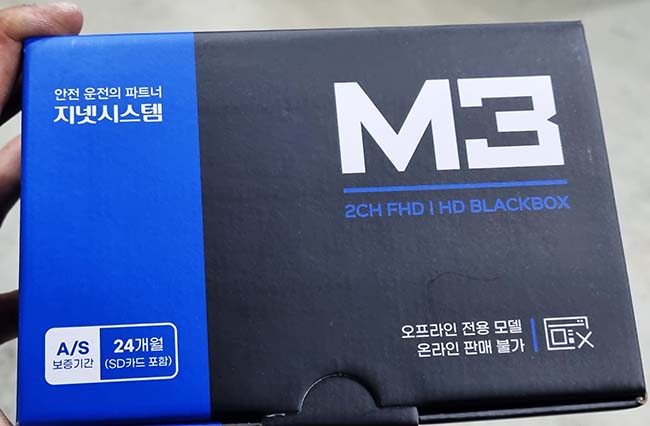 안전 운전의 파트너
지넷시스템
M3
2CH FHD | HD BLACKBOX
A/S
보증기간
24개월
(SD카드 포함)
오프라인 전용 모델
온라인 판매 불가